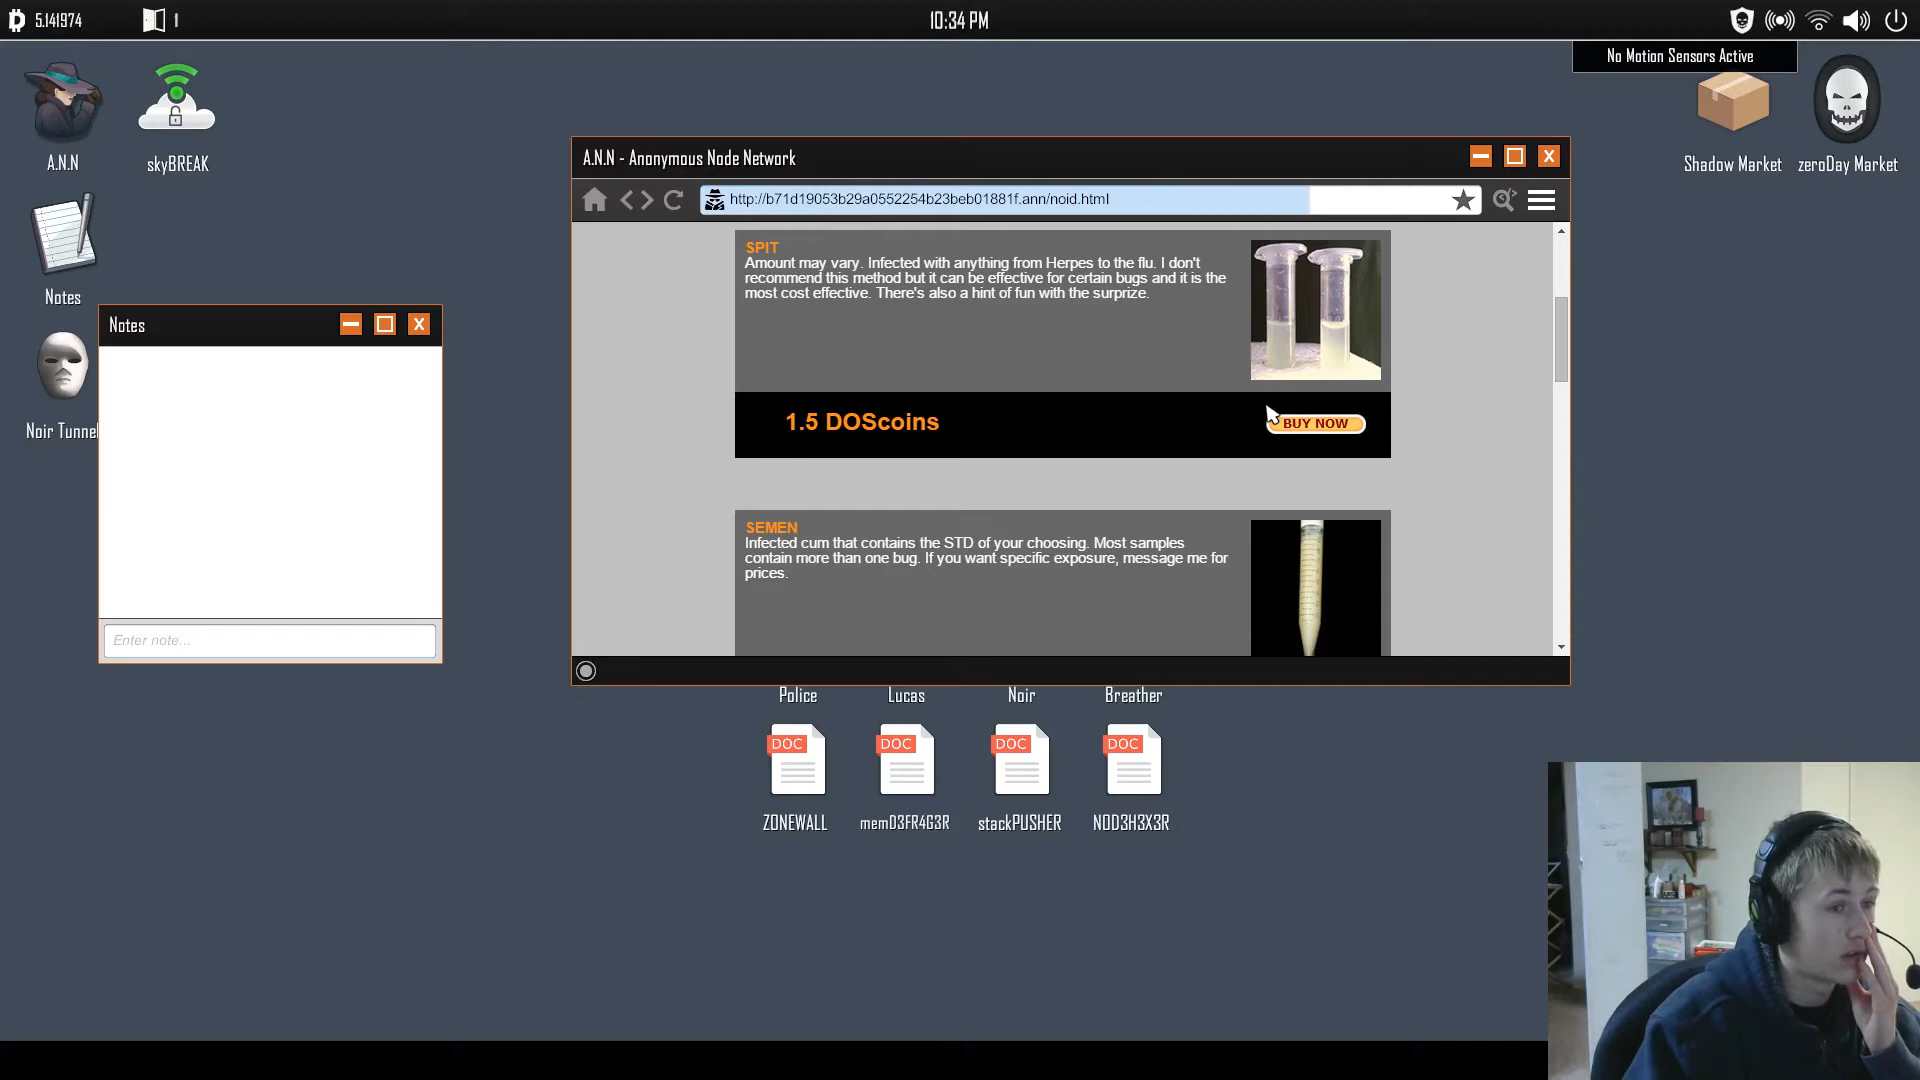 5.141974
1
10:34 PM
No Motion Sensors Active
A.N.N
skyBREAK
Shadow Market
zeroDay Market
A.N.N - Anonymous Node Network
http://b71d19053b29a0552254b23beb01881f.ann/noid.html
SPIT
Amount may vary. Infected with anything from Herpes to the flu. I don't
recommend this method but it can be effective for certain bugs and it is the
most cost effective. There's also a hint of fun with the surprize.
1.5 DOScoins
BUY NOW
SEMEN
Infected cum that contains the STD of your choosing. Most samples
contain more than one bug. If you want specific exposure, message me for
prices.
Notes
Notes
Enter note...
Noir Tunnel
Police
Lucas
Noir
Breather
DOC
DOC
DOC
DOC
ZONEWALL
memD3FR4G3R
stackPUSHER
NOD3H3X3R